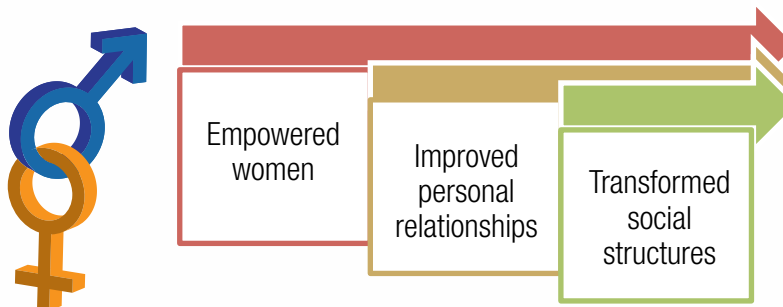 Empowered
women
Improved
personal
relationships
Transformed
social
structures